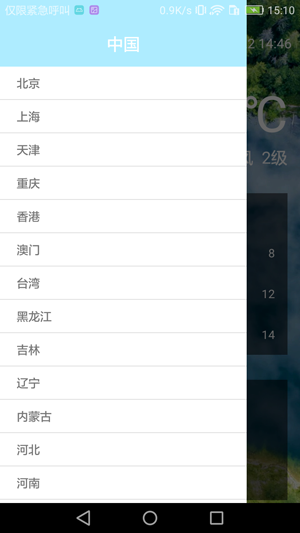 仅限紧急呼叫 0.9K/s 15:10
中国
2 14:46
℃
北京
上海
天津
风 2级
重庆
香港
澳门
8
台湾
12
黑龙江
14
吉林
辽宁
内蒙古
河北
河南